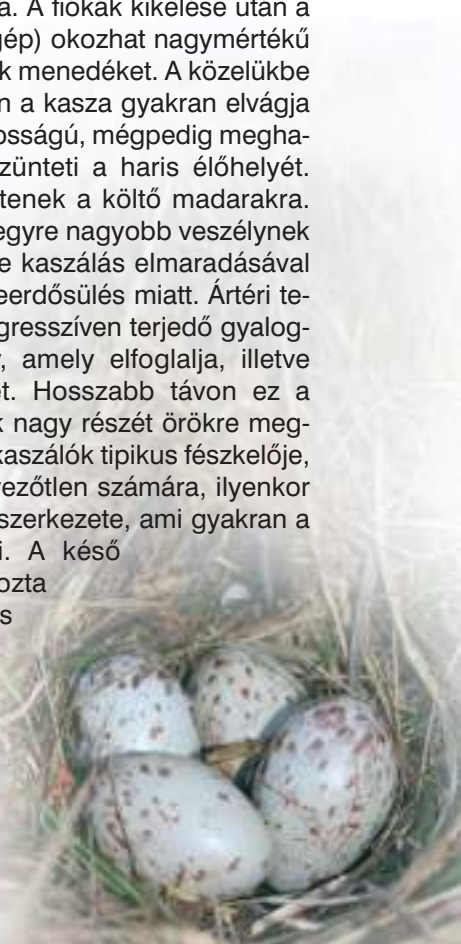 a. A fiókák kikelése után a
gép) okozhat nagymértékű
k menedéket. A közelükbe
n a kasza gyakran elvágja
osságú, mégpedig megha-
zünteti a haris élőhelyét.
tenek a költő madarakra.
egyre nagyobb veszélynek
e kaszálás elmaradásával
eerdősülés miatt. Ártéri te-
gresszíven terjedő gyalog-
, amely elfoglalja, illetve
et. Hosszabb távon ez a
k nagy részét örökre meg-
kaszálók tipikus fészkelője,
vezőtlen számára, ilyenkor
szerkezete, ami gyakran a
i. A késő
ozta
s